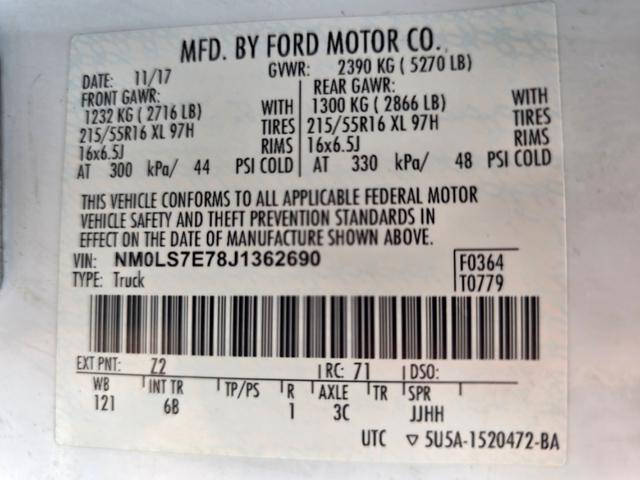 MFD. BY FORD MOTOR CO.
DATE: 11/17 GVWR: 2390 KG ( 5270 LB)
FRONT GAWR: REAR GAWR:
1232 KG ( 2716 LB) WITH 1300 KG ( 2866 LB) WITH
215/55R16 XL 97H TIRES 215/55R16 XL 97H TIRES
16x6.5J RIMS 16x6.5J RIMS
AT 300 kPa/ 44 PSI COLD AT 330 kPa/ 48 PSI COLD
THIS VEHICLE CONFORMS TO ALL APPLICABLE FEDERAL MOTOR
VEHICLE SAFETY AND THEFT PREVENTION STANDARDS IN
EFFECT ON THE DATE OF MANUFACTURE SHOWN ABOVE.
VIN: NM0LS7E78J1362690 F0364
TYPE: Truck T0779
EXT PNT: Z2 RC: 71 DSO:
WB INT TR TP/PS R AXLE TR SPR
121 6B 1 3C JJHH
UTC ▽ 5U5A-1520472-BA